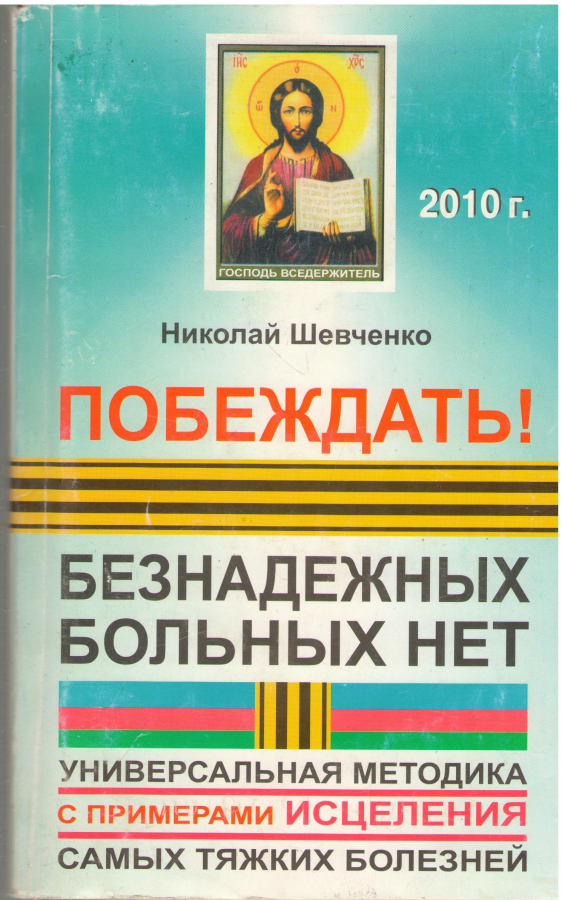 ІИС ХРС
О
Ѡ Н
ГОСПОДЬ ВСЕДЕРЖИТЕЛЬ
2010 г.
Николай Шевченко
ПОБЕЖДАТЬ!
БЕЗНАДЕЖНЫХ
БОЛЬНЫХ НЕТ
УНИВЕРСАЛЬНАЯ МЕТОДИКА
С ПРИМЕРАМИ ИСЦЕЛЕНИЯ
САМЫХ ТЯЖКИХ БОЛЕЗНЕЙ